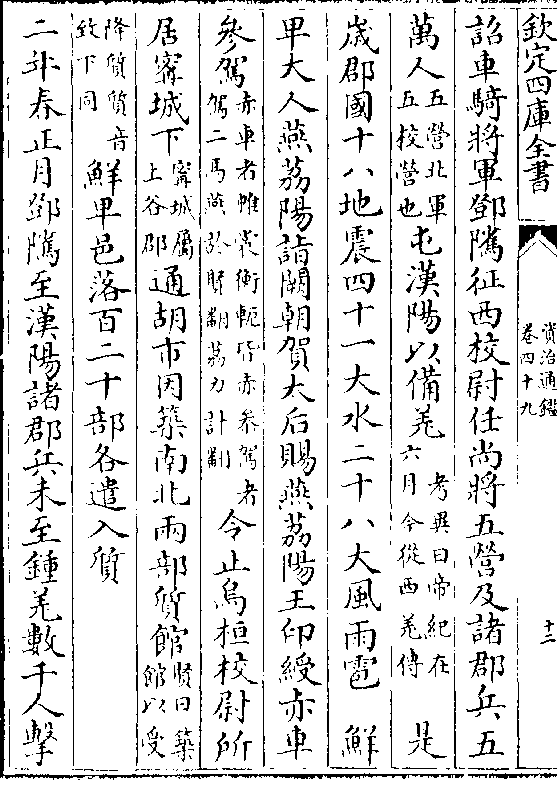 欽定四庫全書
資治通鑑
卷四十九
十二
詔車騎將軍鄧隲征西校尉任尚將五營及諸郡兵五
萬人五營北軍五校營也屯漢陽以備羌考異曰帝紀在六月今從西羌傳是
歲郡國十八地震四十一大水二十八大風雨雹 鮮
卑大人燕荔陽詣闕朝賀太后賜燕荔陽王印綬赤車
參駕赤車者帷裳衡軛皆赤參駕者駕二馬燕於賢翻荔力計翻令止烏桓校尉所
居甯城下甯城屬上谷郡通胡市因築南北兩部質館賢曰築館以受
降質質音致下同鮮卑邑落百二十部各遣入質
二年春正月鄧隲至漢陽諸郡兵未至鍾羌數千人擊